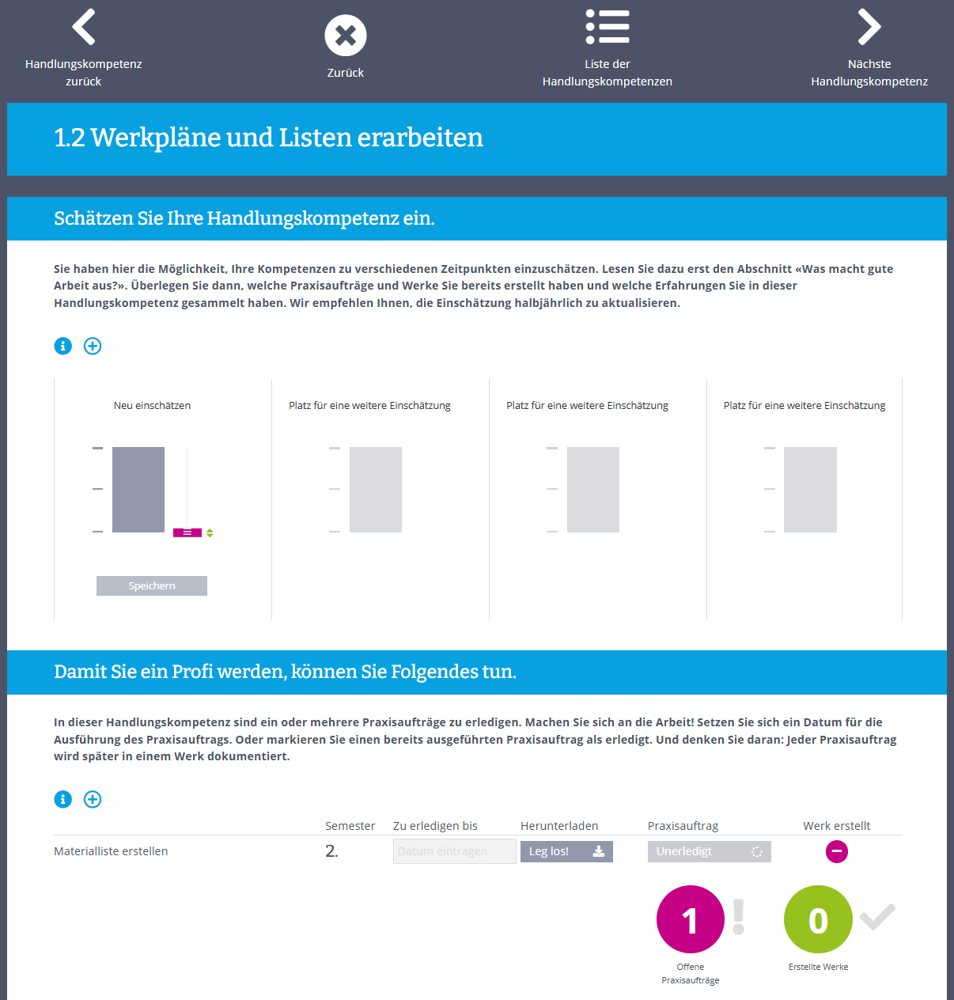 Handlungskompetenz
zurück
Zurück
Liste der
Handlungskompetenzen
Nächste
Handlungskompetenz
1.2 Werkpläne und Listen erarbeiten
Schätzen Sie Ihre Handlungskompetenz ein.
Sie haben hier die Möglichkeit, Ihre Kompetenzen zu verschiedenen Zeitpunkten einzuschätzen. Lesen Sie dazu erst den Abschnitt «Was macht gute
Arbeit aus?». Überlegen Sie dann, welche Praxisaufträge und Werke Sie bereits erstellt haben und welche Erfahrungen Sie in dieser
Handlungskompetenz gesammelt haben. Wir empfehlen Ihnen, die Einschätzung halbjährlich zu aktualisieren.
Neu einschätzen
Platz für eine weitere Einschätzung
Platz für eine weitere Einschätzung
Platz für eine weitere Einschätzung
Speichern
Damit Sie ein Profi werden, können Sie Folgendes tun.
In dieser Handlungskompetenz sind ein oder mehrere Praxisaufträge zu erledigen. Machen Sie sich an die Arbeit! Setzen Sie sich ein Datum für die
Ausführung des Praxisauftrags. Oder markieren Sie einen bereits ausgeführten Praxisauftrag als erledigt. Und denken Sie daran: Jeder Praxisauftrag
wird später in einem Werk dokumentiert.
Semester Zu erledigen bis Herunterladen Praxisauftrag Werk erstellt
Materialliste erstellen 2. Datum eintragen Leg los! Unerledigt
1 0
Offene
Praxisaufträge
Erstellte Werke